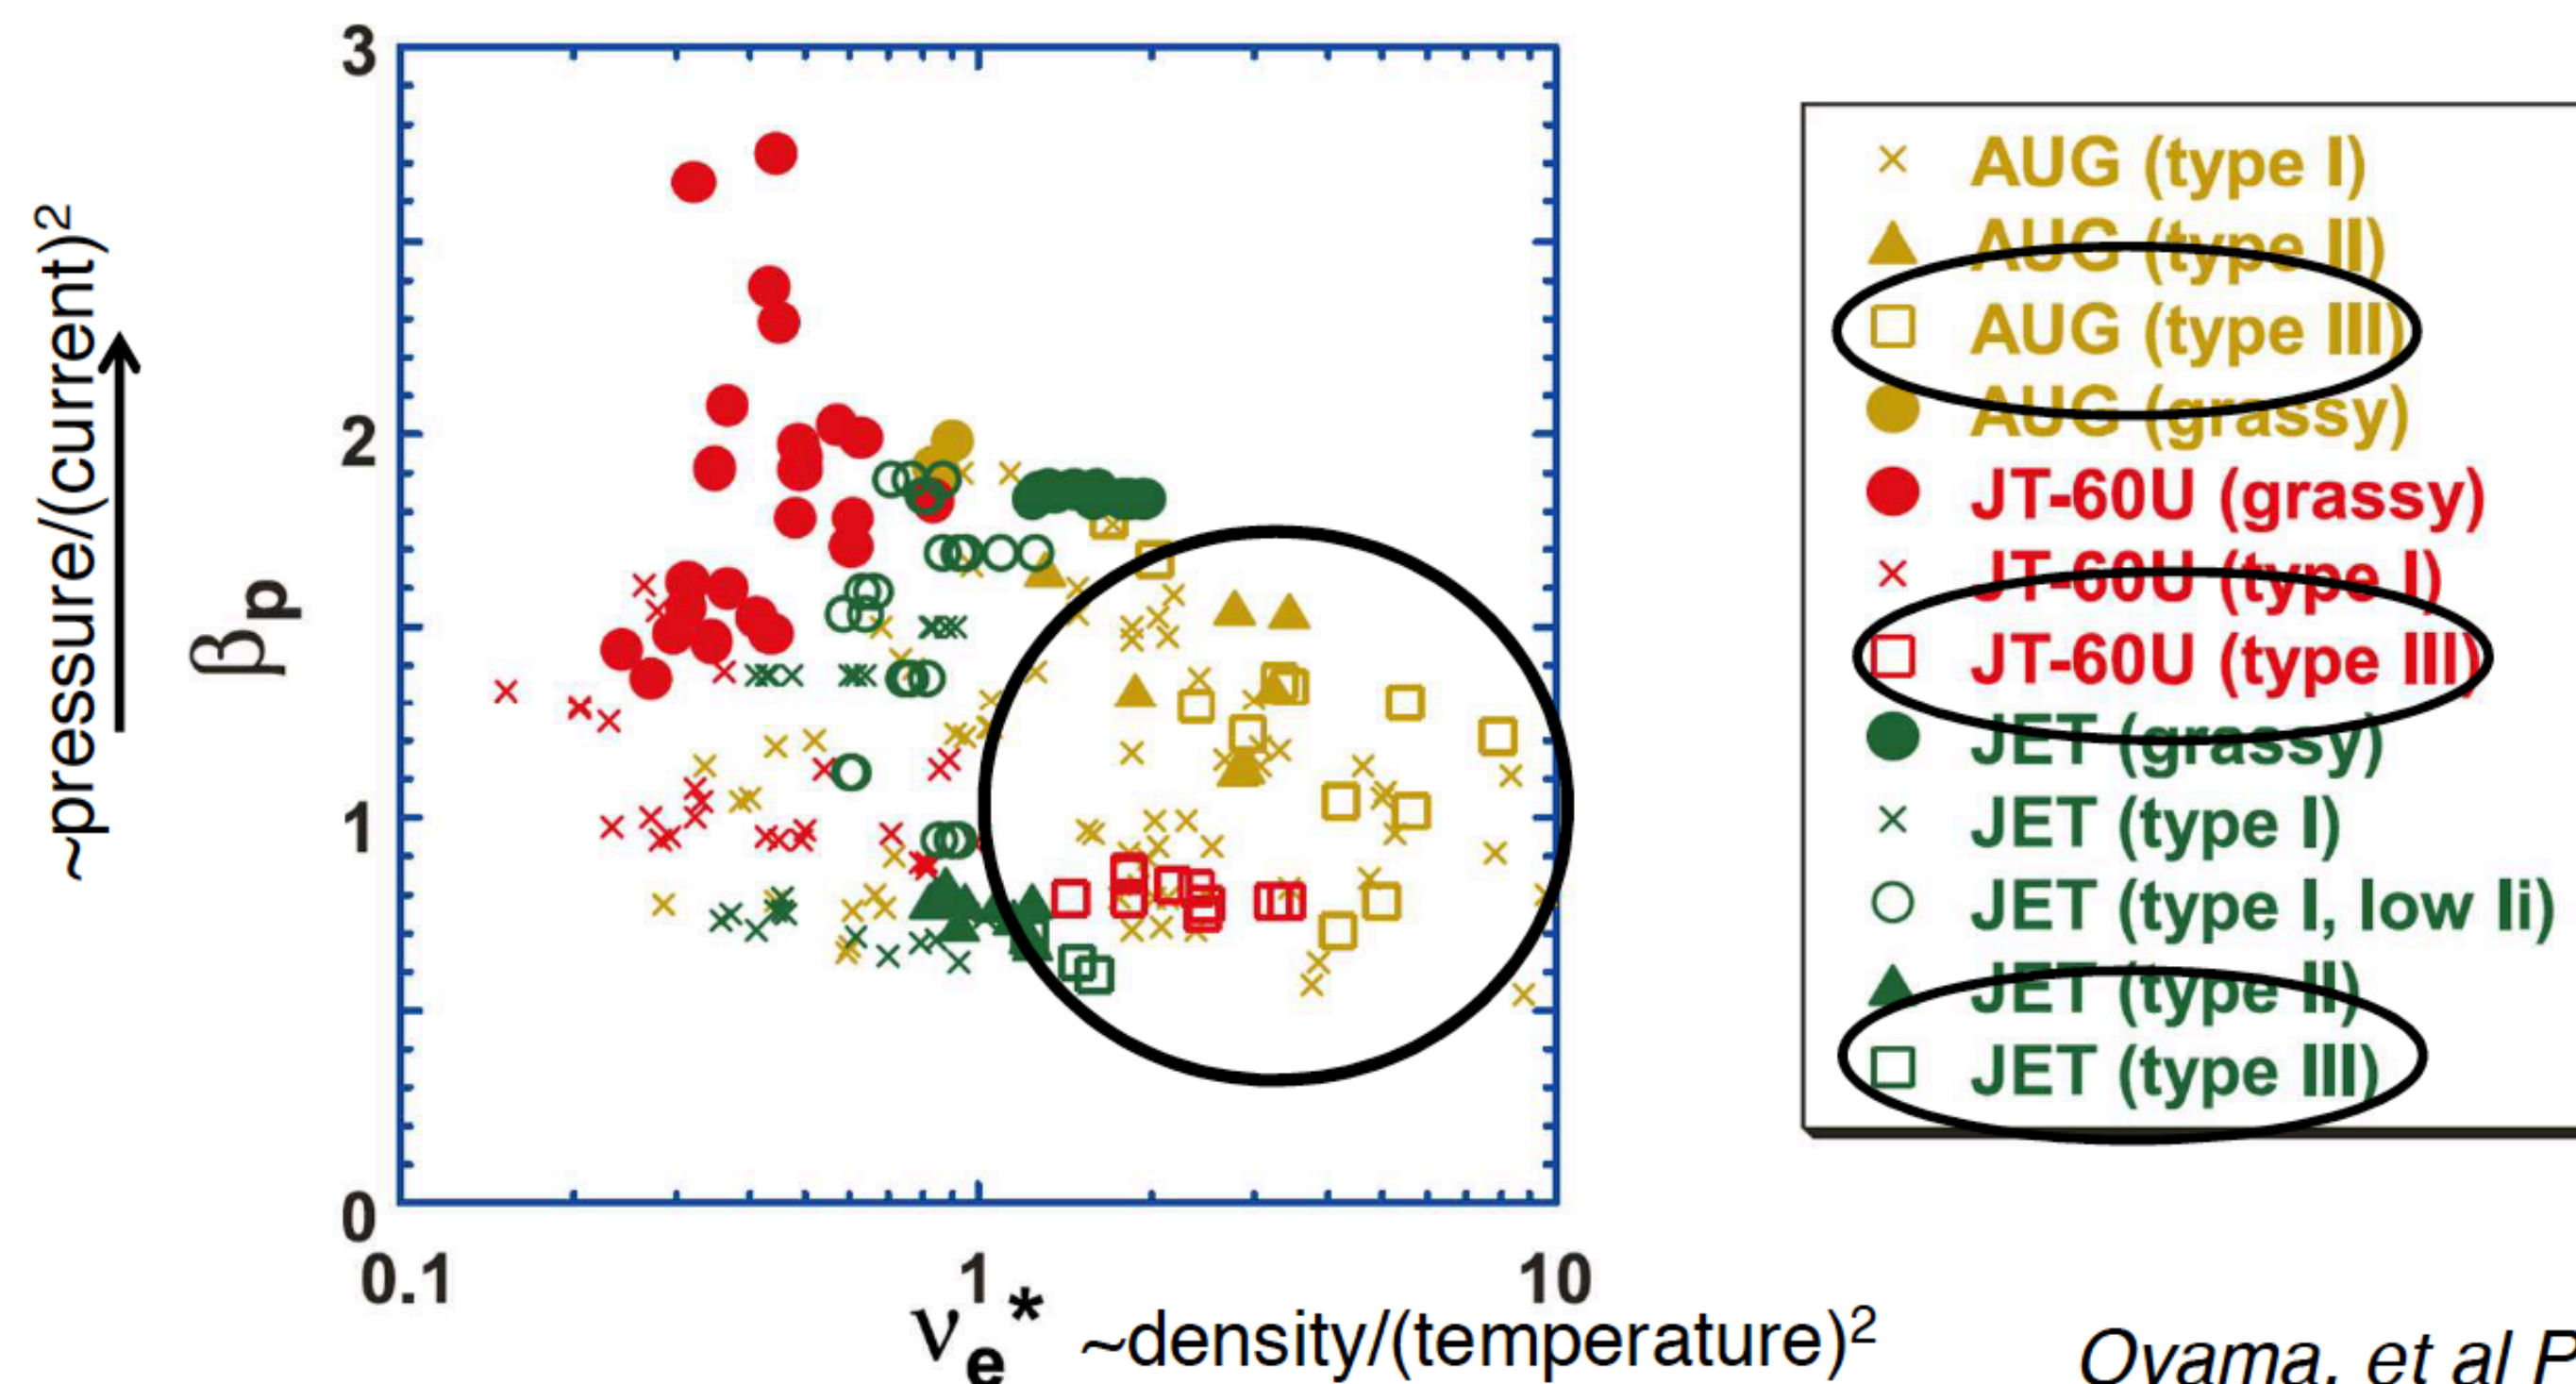 ~pressure/(current)²
βp
3
2
1
0
0.1
1
10
νe* ~density/(temperature)²
AUG (type I)
AUG (type II)
AUG (type III)
AUG (grassy)
JT-60U (grassy)
JT-60U (type I)
JT-60U (type III)
JET (grassy)
JET (type I)
JET (type I, low li)
JET (type II)
JET (type III)
Oyama, et al P